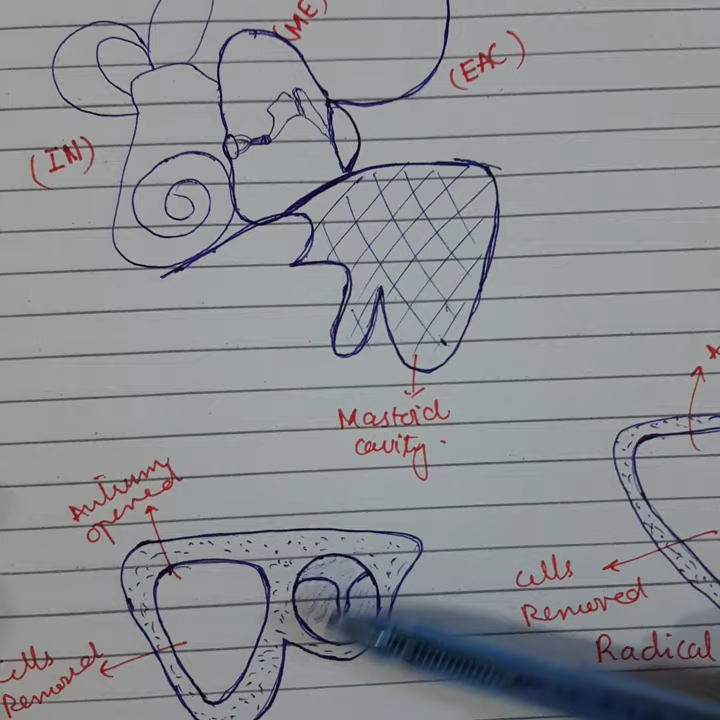 (ME)
(EAC)
(IN)
Mastoid
cavity.
Antrum
opened
Cells
Removed
Cells
Removed
Radical